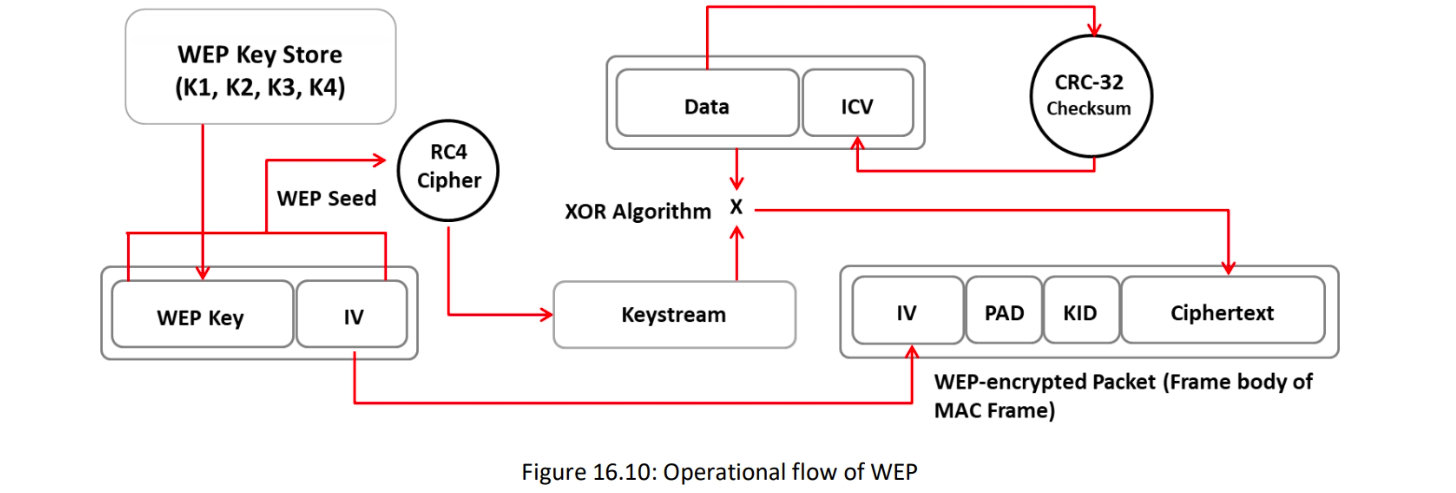 WEP Key Store
(K1, K2, K3, K4)
RC4
Cipher
WEP Seed
WEP Key
IV
Data
ICV
CRC-32
Checksum
XOR Algorithm
X
Keystream
IV
PAD
KID
Ciphertext
WEP-encrypted Packet (Frame body of
MAC Frame)
Figure 16.10: Operational flow of WEP